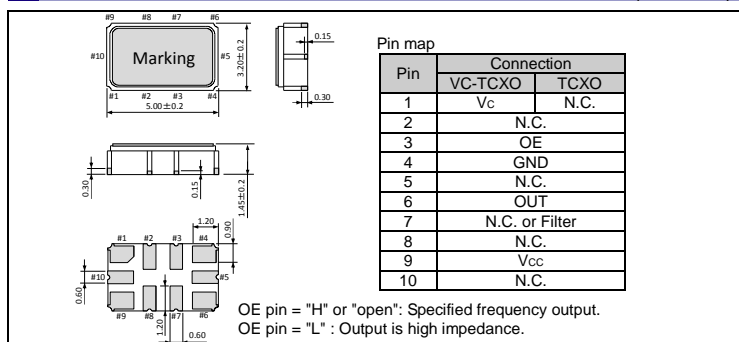 #9 #8 #7 #6
#10 Marking #5
#1 #2 #3 #4
5.00±0.2
3.20±0.2
0.15
0.30
0.30
0.15
1.45±0.2
1.20
0.90
#1 #2 #3 #4
#10 #5
0.60
#9 #8 #7 #6
1.20
0.60
Pin map
Pin Connection
VC-TCXO TCXO
1 Vc N.C.
2 N.C.
3 OE
4 GND
5 N.C.
6 OUT
7 N.C. or Filter
8 N.C.
9 Vcc
10 N.C.
OE pin = "H" or "open": Specified frequency output.
OE pin = "L" : Output is high impedance.